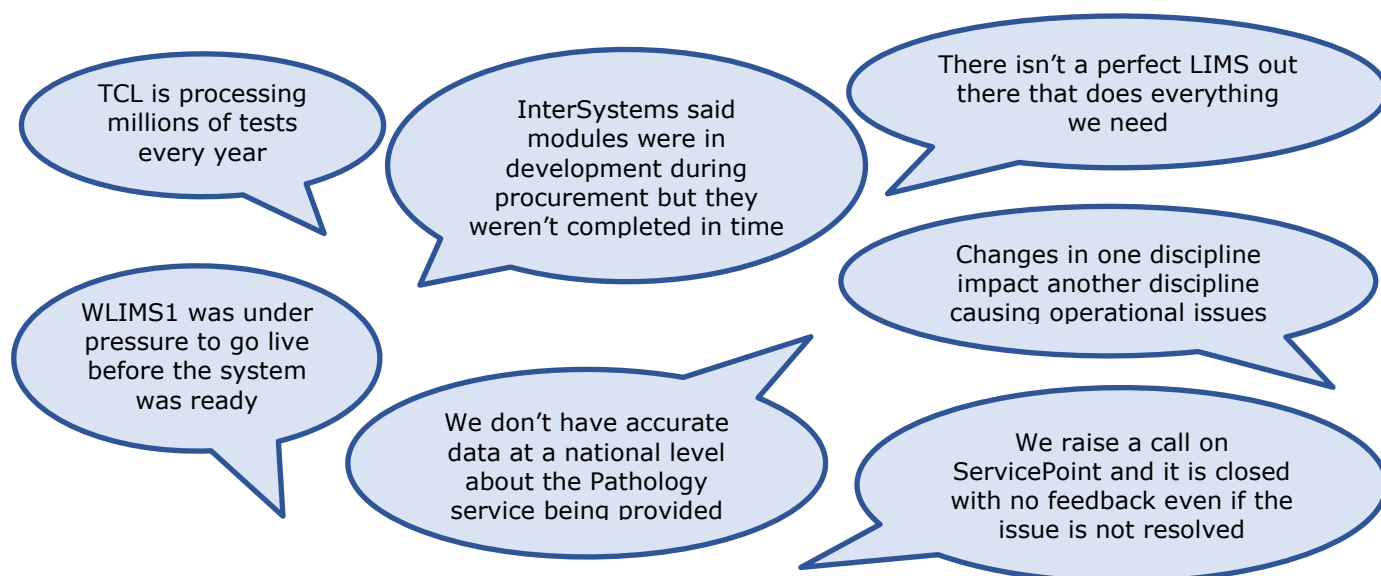 TCL is processing
millions of tests
every year
InterSystems said
modules were in
development during
procurement but they
weren’t completed in time
There isn’t a perfect LIMS out
there that does everything
we need
Changes in one discipline
impact another discipline
causing operational issues
WLIMS1 was under
pressure to go live
before the system
was ready
We don’t have accurate
data at a national level
about the Pathology
service being provided
We raise a call on
ServicePoint and it is closed
with no feedback even if the
issue is not resolved